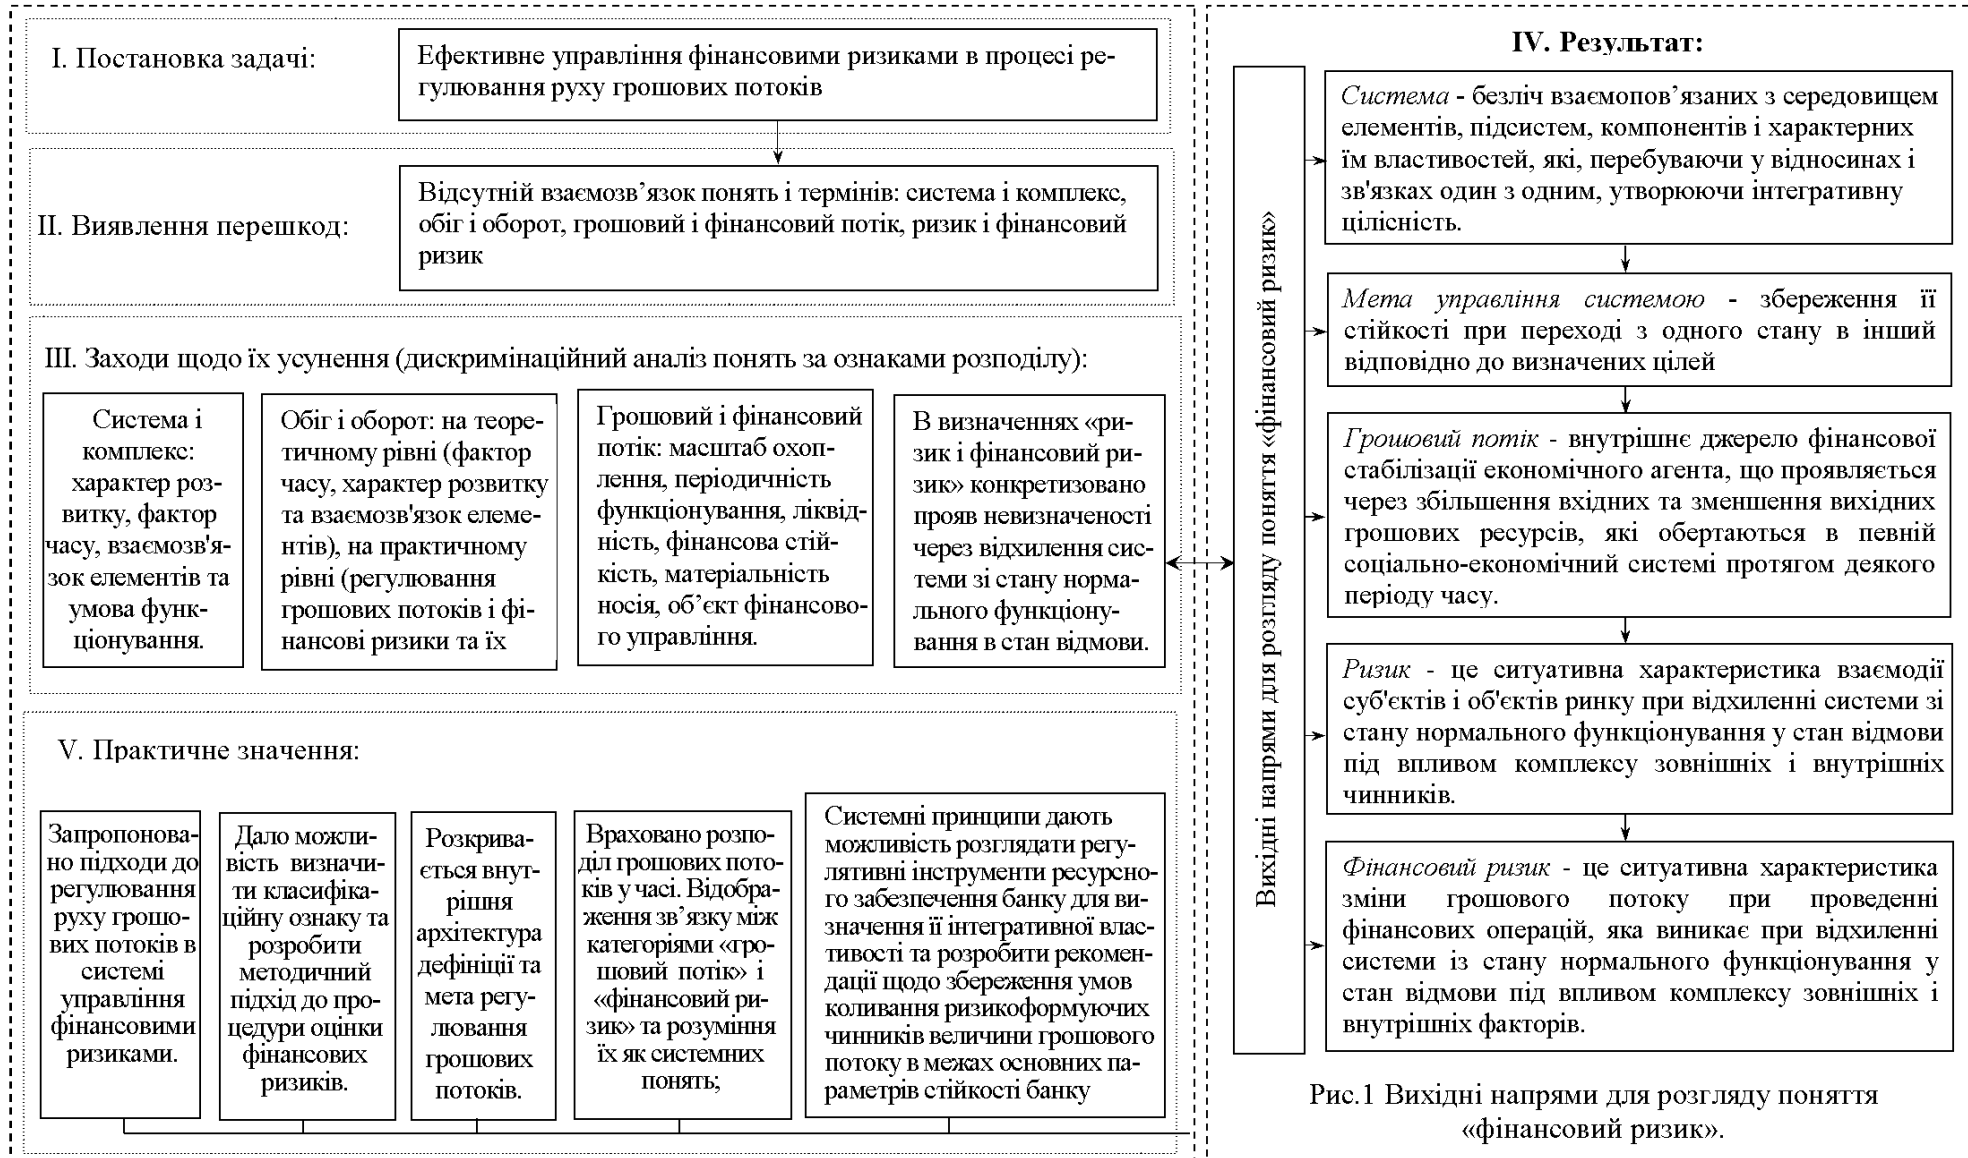 I. Постановка задачі:
Ефективне управління фінансовими ризиками в процесі ре-
гулювання руху грошових потоків
II. Виявлення перешкод:
Відсутній взаємозв’язок понять і термінів: система і комплекс,
обіг і оборот, грошовий і фінансовий потік, ризик і фінансовий
ризик
III. Заходи щодо їх усунення (дискримінаційний аналіз понять за ознаками розподілу):
Система і
комплекс:
характер роз-
витку, фактор
часу, взаємозв'я-
зок елементів та
умова функ-
ціонування.
Обіг і оборот: на теоре-
тичному рівні (фактор
часу, характер розвитку
та взаємозв'язок елеме-
нтів), на практичному
рівні (регулювання
грошових потоків і фі-
нансові ризики та їх
Грошовий і фінансовий
потік: масштаб охоп-
лення, періодичність
функціонування, ліквід-
ність, фінансова стій-
кість, матеріальність
носія, об’єкт фінансово-
го управління.
В визначеннях «ри-
зик і фінансовий ри-
зик» конкретизовано
прояв невизначеності
через відхилення сис-
теми зі стану норма-
льного функціону-
вання в стан відмови.
V. Практичне значення:
Запропонова-
но підходи до
регулювання
руху грошо-
вих потоків в
системі
управління
фінансовими
ризиками.
Дало можли-
вість визначи-
ти класифіка-
ційну ознаку та
розробити
методичний
підхід до про-
цедури оцінки
фінансових
ризиків.
Розкрива-
ється внут-
рішня
архітектура
дефініції та
мета регу-
лювання
грошових
потоків.
Враховано розпо-
діл грошових пото-
ків у часі. Відобра-
ження зв’язку між
категоріями «гро-
шовий потік» і
«фінансовий ри-
зик» та розуміння
їх як системних
понять;
Системні принципи дають
можливість розглядати регу-
лятивні інструменти ресурсно-
го забезпечення банку для ви-
значення її інтегративної влас-
тивості та розробити рекомен-
дації щодо збереження умов
коливання ризикоформуючих
чинників величини грошового
потоку в межах основних па-
раметрів стійкості банку
IV. Результат:
Вихідні напрями для розгляду поняття «фінансовий ризик»
Система - безліч взаємопов’язаних з середовищем
елементів, підсистем, компонентів і характерних
їм властивостей, які, перебуваючи у відносинах і
зв'язках один з одним, утворюючи інтегративну
цілісність.
Мета управління системою - збереження її
стійкості при переході з одного стану в інший
відповідно до визначених цілей
Грошовий потік - внутрішнє джерело фінансової
стабілізації економічного агента, що проявляється
через збільшення вхідних та зменшення вихідних
грошових ресурсів, які обертаються в певній
соціально-економічний системі протягом деякого
періоду часу.
Ризик - це ситуативна характеристика взаємодії
суб'єктів і об'єктів ринку при відхиленні системи зі
стану нормального функціонування у стан відмови
під впливом комплексу зовнішніх і внутрішніх
чинників.
Фінансовий ризик - це ситуативна характеристика
зміни грошового потоку при проведенні
фінансових операцій, яка виникає при відхиленні
системи із стану нормального функціонування у
стан відмови під впливом комплексу зовнішніх і
внутрішніх факторів.
Рис.1 Вихідні напрями для розгляду поняття
«фінансовий ризик».